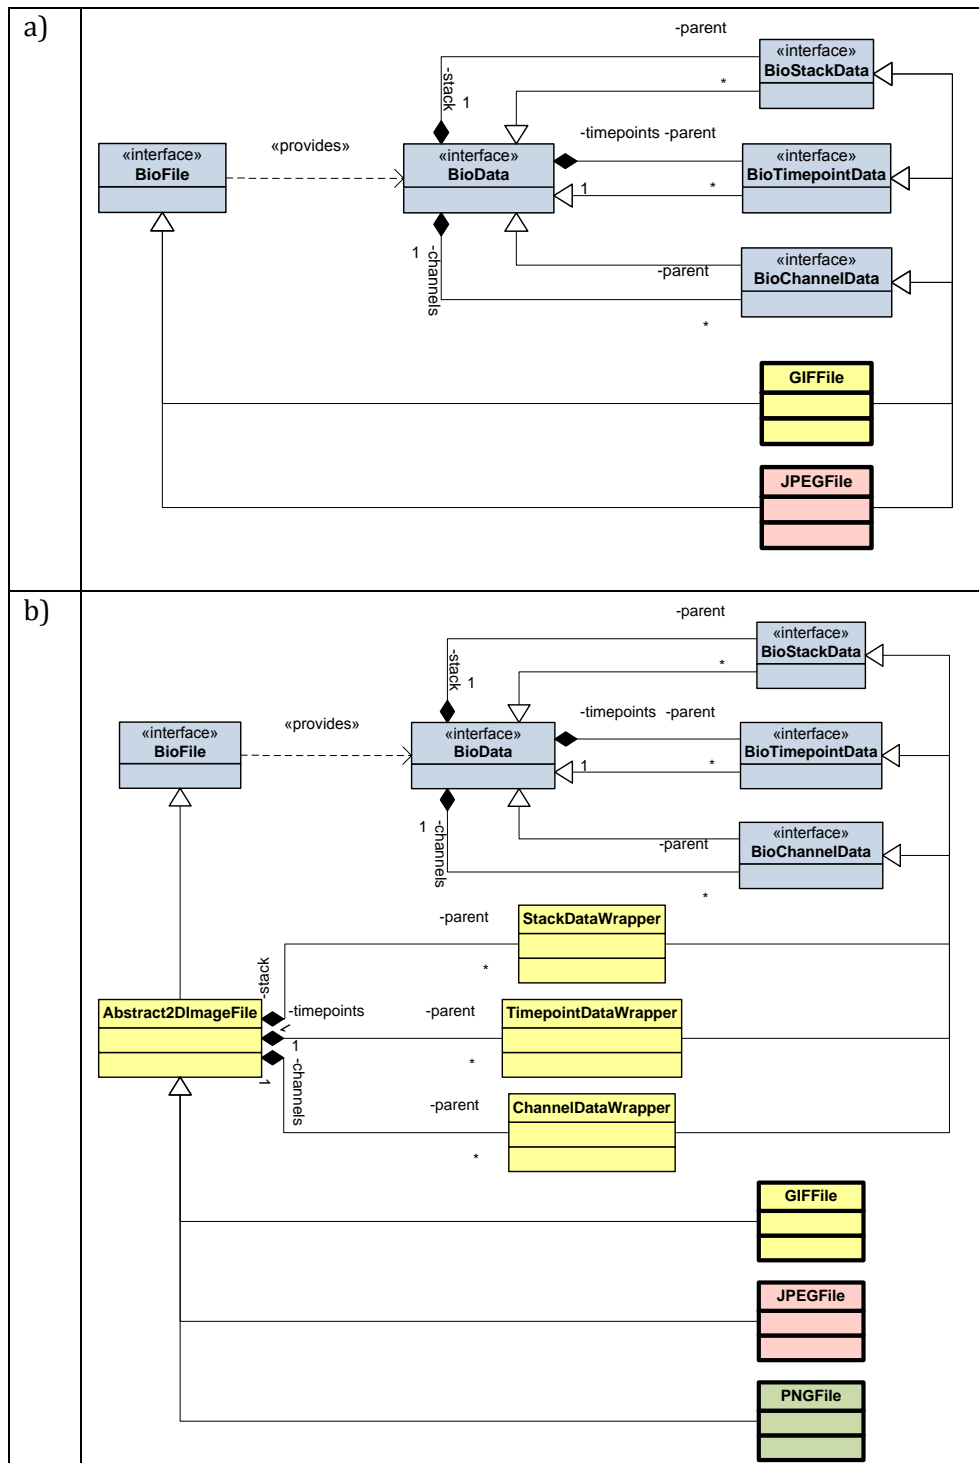 a)
-parent
«interface»
BioStackData
-stack
1
*
«provides»
-timepoints -parent
«interface»
BioFile
«interface»
BioData
«interface»
BioTimepointData
1
*
1
-channels
-parent
«interface»
BioChannelData
*
GIFFile
JPEGFile
b)
-parent
«interface»
BioStackData
-stack
1
*
«provides»
-timepoints -parent
«interface»
BioFile
«interface»
BioData
«interface»
BioTimepointData
1
*
1
-channels
-parent
«interface»
BioChannelData
*
-parent
StackDataWrapper
-stack
*
Abstract2DImageFile
-timepoints
-parent
TimepointDataWrapper
1
1
*
1
-channels
-parent
ChannelDataWrapper
*
GIFFile
JPEGFile
PNGFile